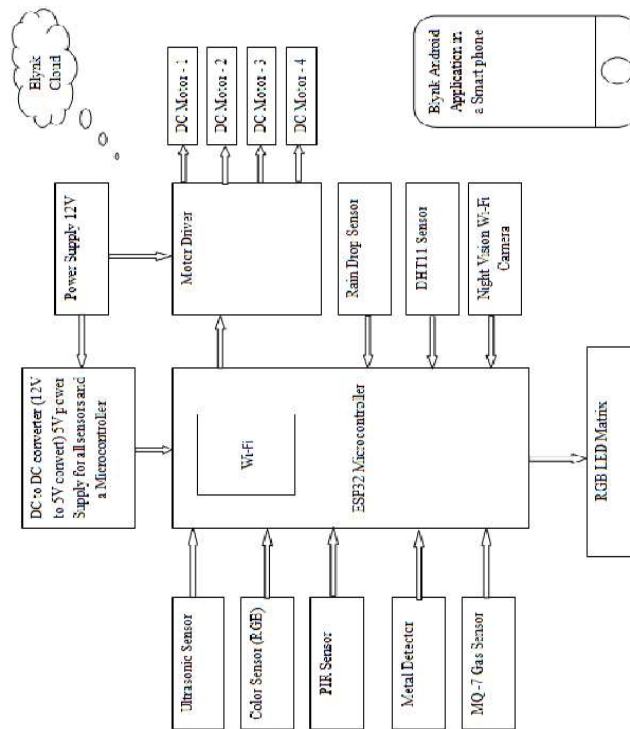 DC to DC converter (12V
to 5V convert) 5V power
Supply for all sensors and
a Microcontroller
Power Supply 12V
Blynk
Cloud
Ultrasonic Sensor
Color Sensor (RGB)
PIR Sensor
Metal Detector
MQ-7 Gas Sensor
Wi-Fi
ESP32 Microcontroller
Motor Driver
DC Motor - 1
DC Motor - 2
DC Motor - 3
DC Motor - 4
Rain Drop Sensor
DHT11 Sensor
Night Vision Wi-Fi
Camera
Blynk Android
Application in
a Smart phone
RGB LED Matrix